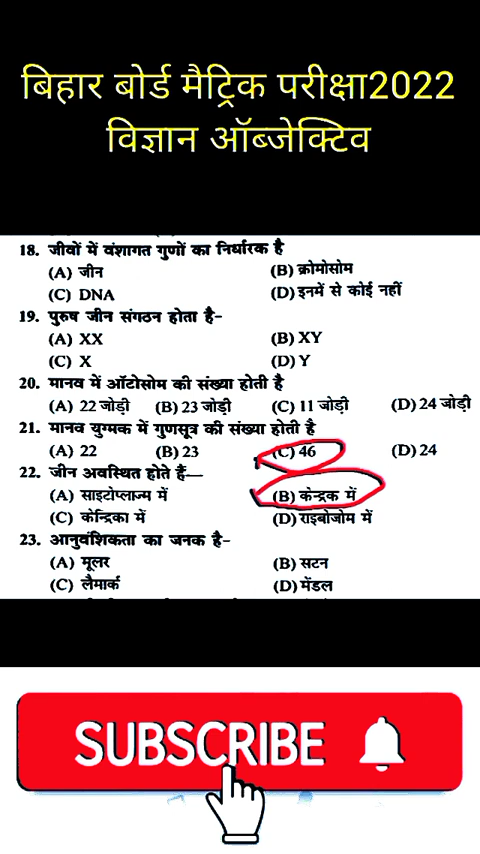 बिहार बोर्ड मैट्रिक परीक्षा2022
विज्ञान ऑब्जेक्टिव
18. जीवों में वंशागत गुणों का निर्धारक है
(A) जीन (B) क्रोमोसोम
(C) DNA (D) इनमें से कोई नहीं
19. पुरुष जीन संगठन होता है-
(A) XX (B) XY
(C) X (D) Y
20. मानव में ऑटोसोम की संख्या होती है
(A) 22 जोड़ी (B) 23 जोड़ी (C) 11 जोड़ी (D) 24 जोड़ी
21. मानव युग्मक में गुणसूत्र की संख्या होती है
(A) 22 (B) 23 (C) 46 (D) 24
22. जीन अवस्थित होते हैं—
(A) साइटोप्लाज्म में (B) केन्द्रक में
(C) केन्द्रिका में (D) राइबोजोम में
23. आनुवंशिकता का जनक है-
(A) मूलर (B) सटन
(C) लैमार्क (D) मेंडल
SUBSCRIBE